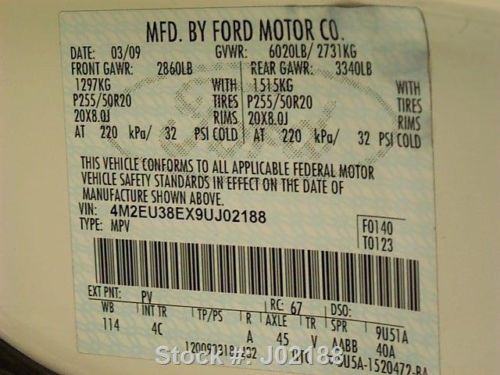 MFD. BY FORD MOTOR CO.
DATE: 03/09 GVWR: 6020LB/ 2731KG
FRONT GAWR: 2860LB REAR GAWR: 3340LB
1297KG WITH 1515KG WITH
P255/50R20 TIRES P255/50R20 TIRES
20X8.0J RIMS 20X8.0J RIMS
AT 220 kPa/ 32 PSI COLD AT 220 kPa/ 32 PSI COLD
THIS VEHICLE CONFORMS TO ALL APPLICABLE FEDERAL MOTOR
VEHICLE SAFETY STANDARDS IN EFFECT ON THE DATE OF
MANUFACTURE SHOWN ABOVE.
VIN: 4M2EU38EX9UJ02188
TYPE: MPV
F0140
T0123
EXT PNT: PV RC: 67 DSO:
WB INT TR TP/PS R AXLE TR SPR 9U51A
114 4C A 45 V AABB 40A
Stock #: J02188